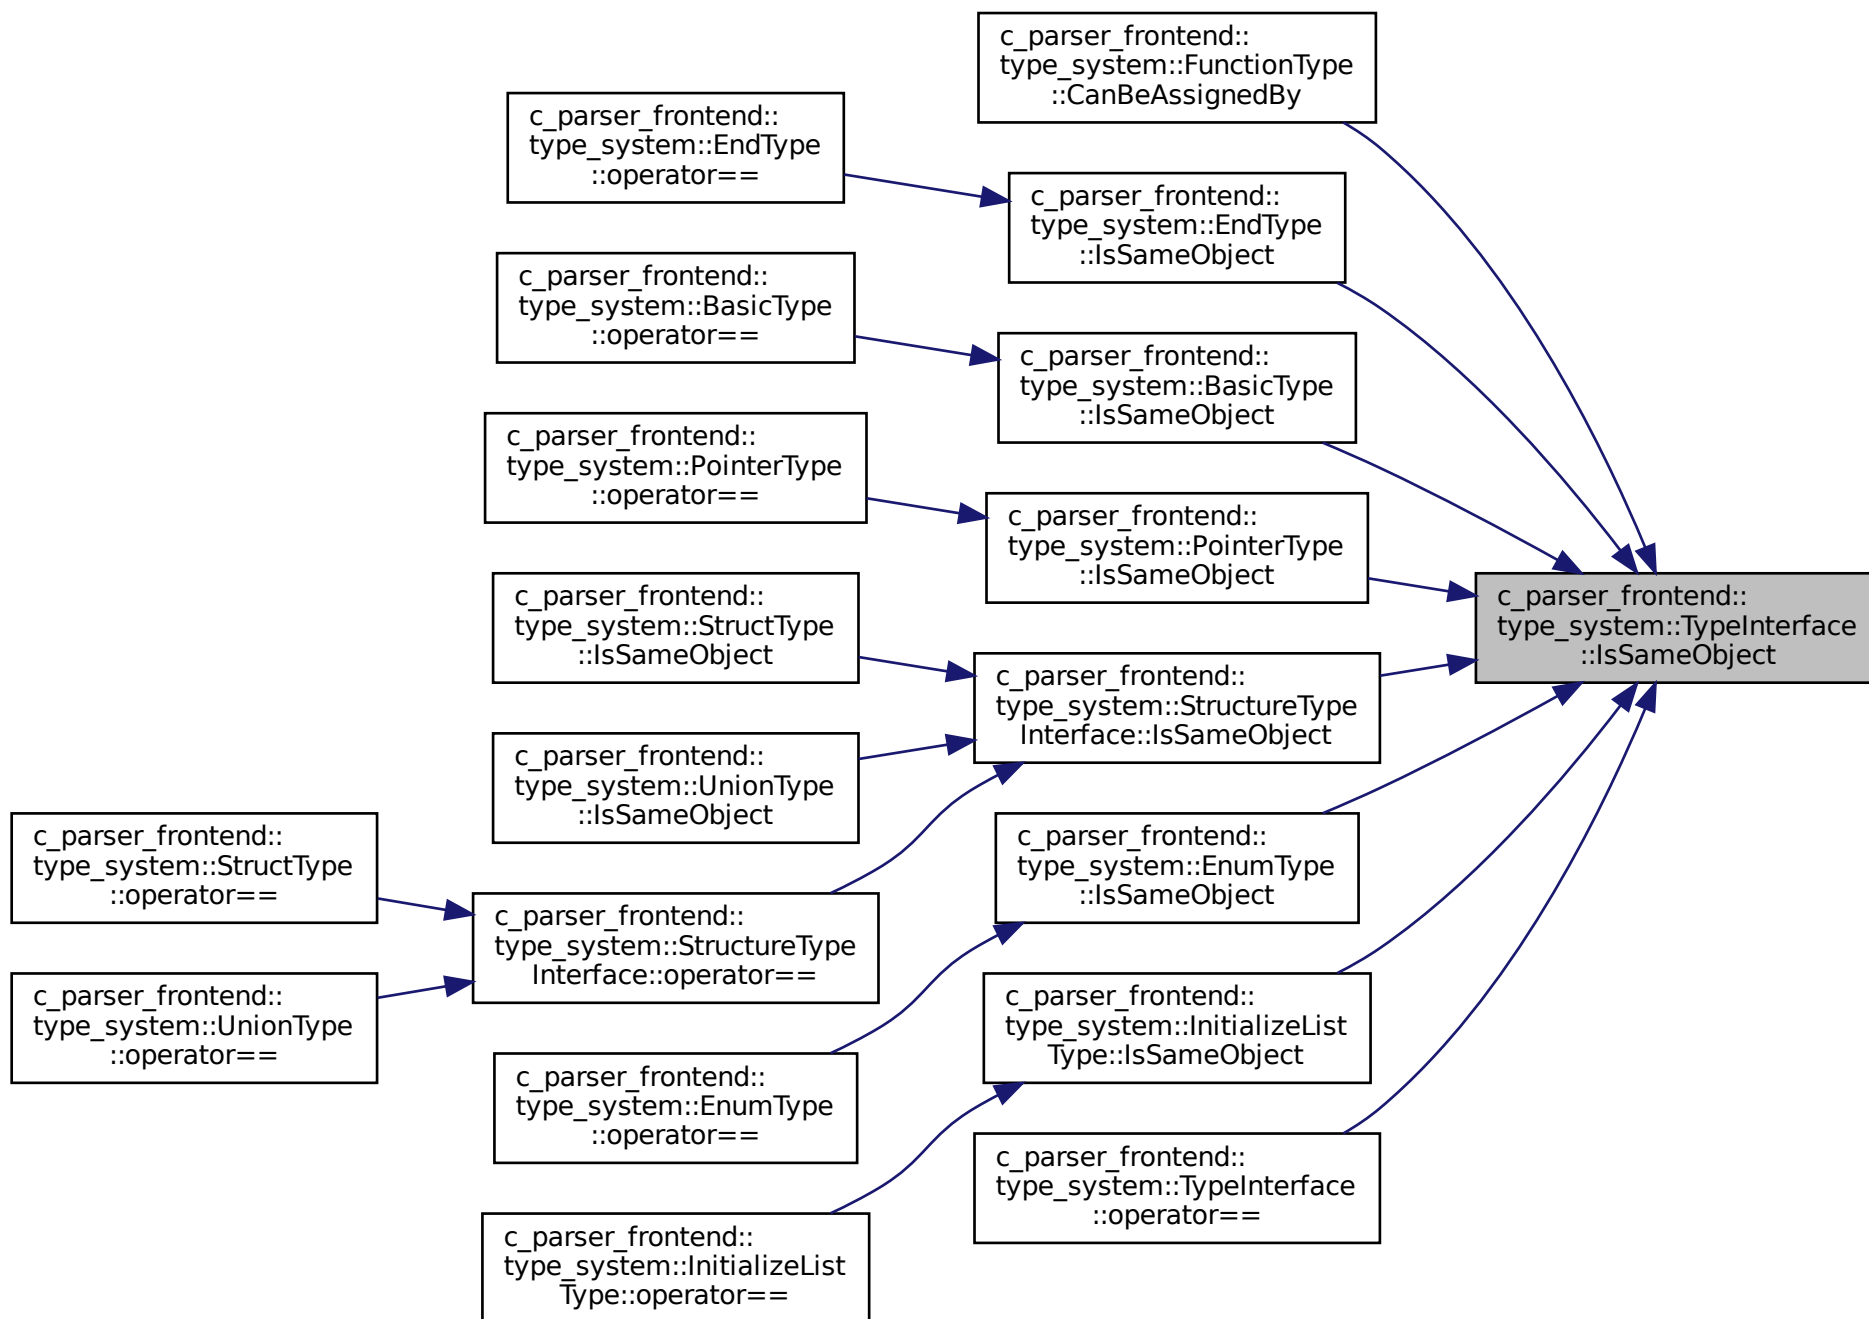 c_parser_frontend::
type_system::FunctionType
::CanBeAssignedBy
c_parser_frontend::
type_system::EndType
::operator==
c_parser_frontend::
type_system::EndType
::IsSameObject
c_parser_frontend::
type_system::BasicType
::operator==
c_parser_frontend::
type_system::BasicType
::IsSameObject
c_parser_frontend::
type_system::PointerType
::operator==
c_parser_frontend::
type_system::PointerType
::IsSameObject
c_parser_frontend::
type_system::TypeInterface
::IsSameObject
c_parser_frontend::
type_system::StructType
::IsSameObject
c_parser_frontend::
type_system::StructureType
Interface::IsSameObject
c_parser_frontend::
type_system::UnionType
::IsSameObject
c_parser_frontend::
type_system::StructType
::operator==
c_parser_frontend::
type_system::EnumType
::IsSameObject
c_parser_frontend::
type_system::StructureType
Interface::operator==
c_parser_frontend::
type_system::UnionType
::operator==
c_parser_frontend::
type_system::InitializeList
Type::IsSameObject
c_parser_frontend::
type_system::EnumType
::operator==
c_parser_frontend::
type_system::TypeInterface
::operator==
c_parser_frontend::
type_system::InitializeList
Type::operator==